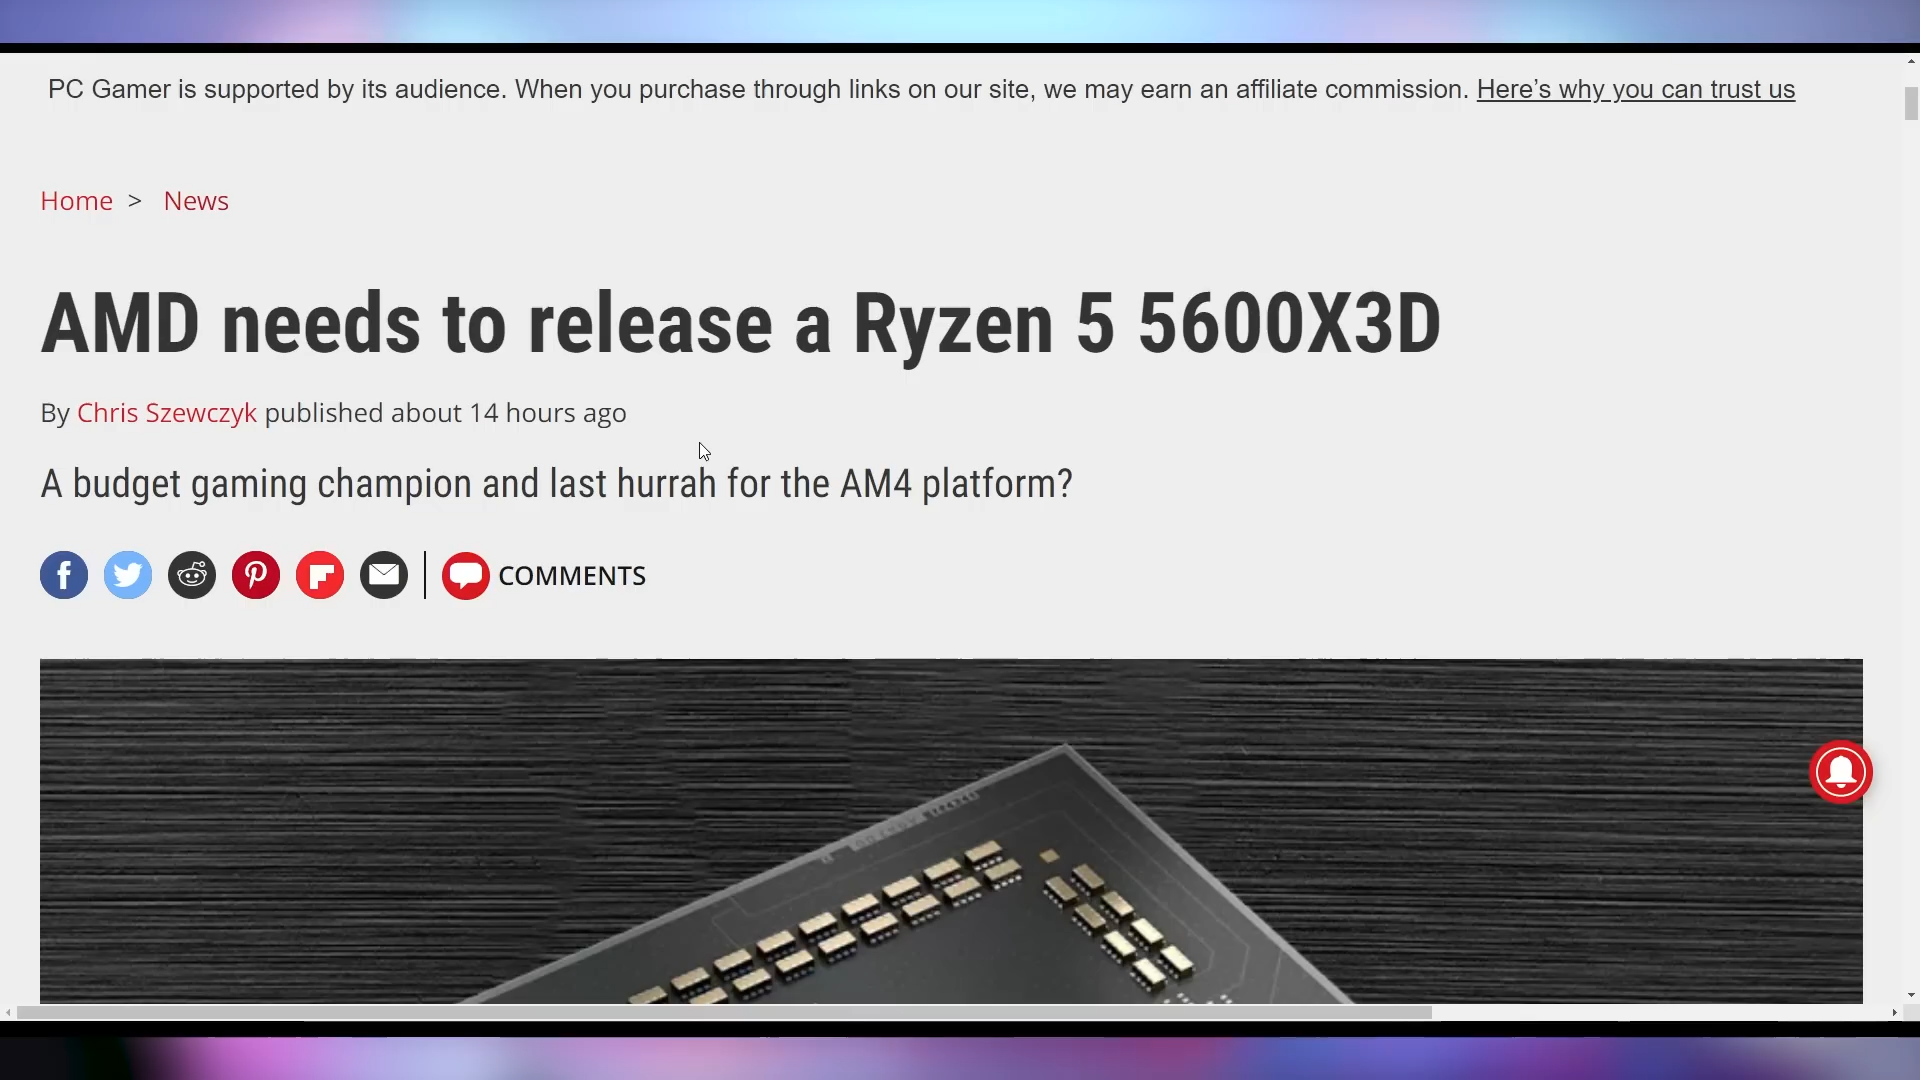 PC Gamer is supported by its audience. When you purchase through links on our site, we may earn an affiliate commission. Here’s why you can trust us
Home > News
AMD needs to release a Ryzen 5 5600X3D
By Chris Szewczyk published about 14 hours ago
A budget gaming champion and last hurrah for the AM4 platform?
COMMENTS